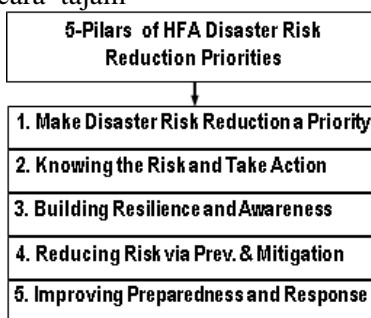 tajam
5-Pilars of HFA Disaster Risk
Reduction Priorities
1. Make Disaster Risk Reduction a Priority
2. Knowing the Risk and Take Action
3. Building Resilience and Awareness
4. Reducing Risk via Prev. & Mitigation
5. Improving Preparedness and Response